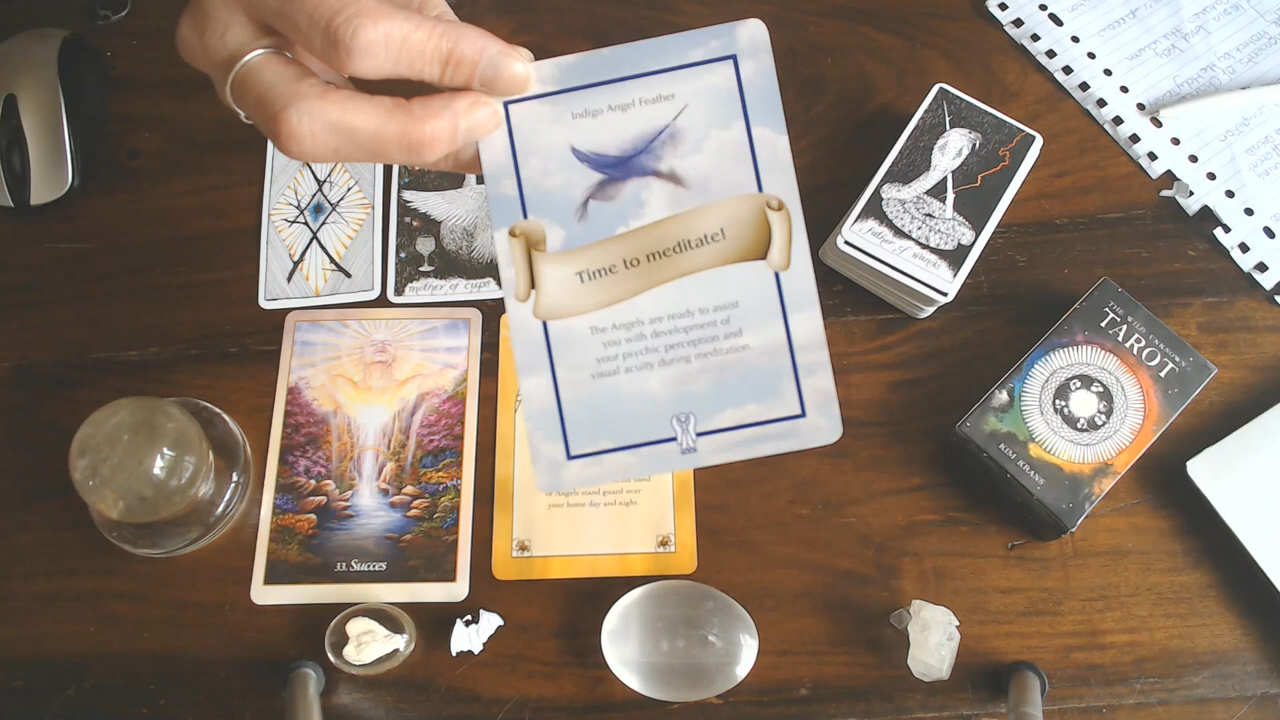 Indigo Angel Feather
Time to meditate!
The Angels are ready to assist
you with development of
your psychic perception and
visual acuity during meditation.
mother of cups
father of wands
THE WILD UNKNOWN
TAROT
KIM KRANS
33. Succes
of Angels stand guard over
your home day and night.